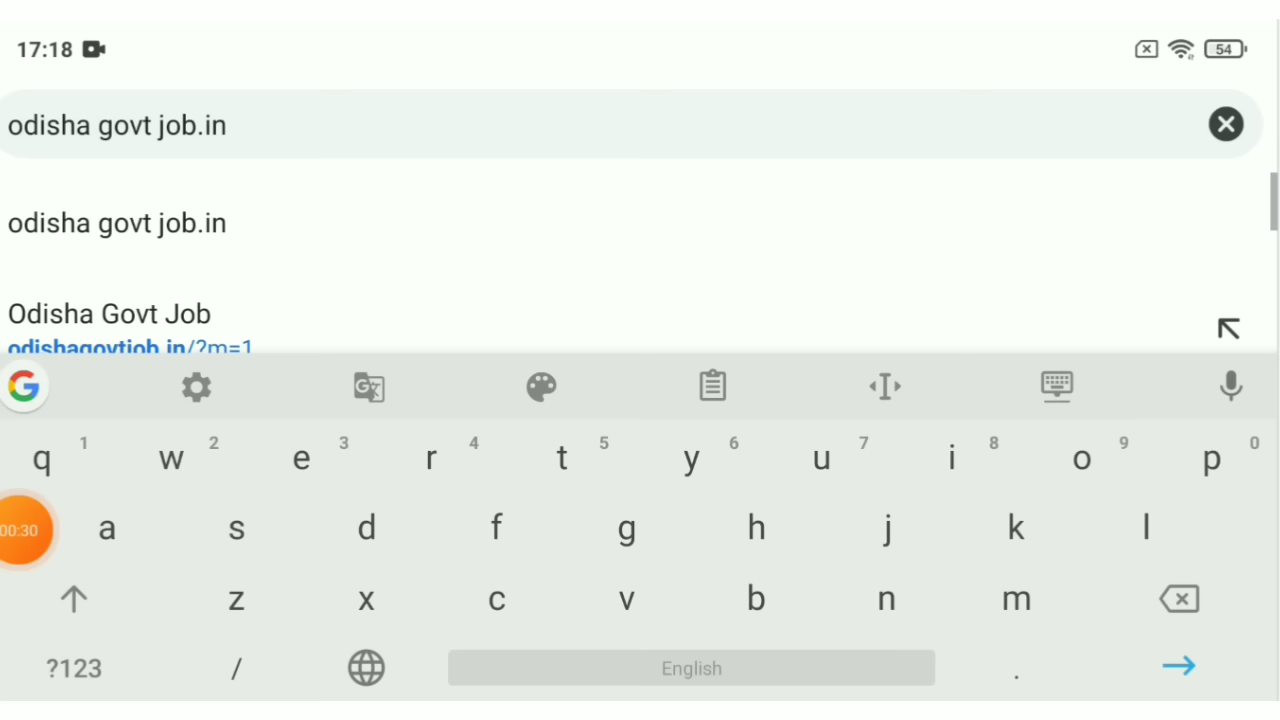 17:18
54
odisha govt job.in
odisha govt job.in
Odisha Govt Job
odishagovtjob.in/?m=1
q 1 w 2 e 3 r 4 t 5 y 6 u 7 i 8 o 9 p 0
00:30 a s d f g h j k l
z x c v b n m
?123 / English .